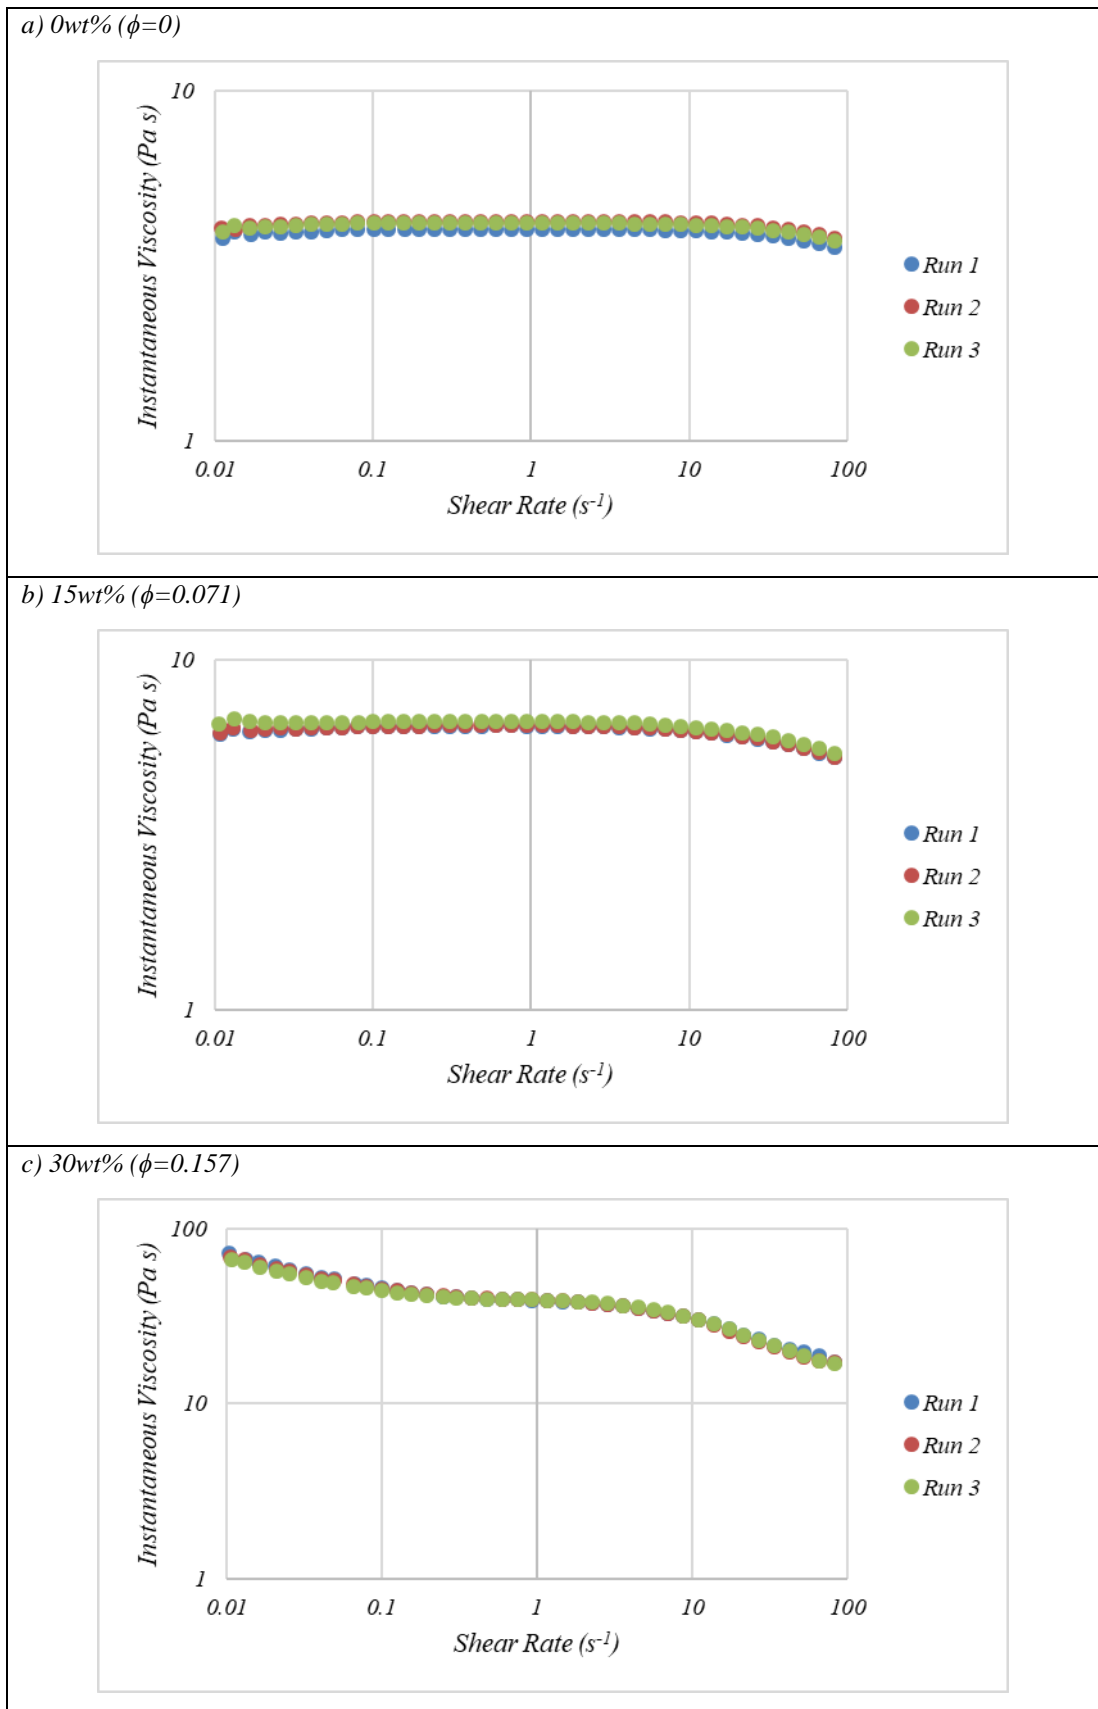 a) 0wt% (ϕ=0)
Instantaneous Viscosity (Pa s)
10
1
0.01 0.1 1 10 100
Shear Rate (s-1)
Run 1
Run 2
Run 3
b) 15wt% (ϕ=0.071)
Instantaneous Viscosity (Pa s)
10
1
0.01 0.1 1 10 100
Shear Rate (s-1)
Run 1
Run 2
Run 3
c) 30wt% (ϕ=0.157)
Instantaneous Viscosity (Pa s)
100
10
1
0.01 0.1 1 10 100
Shear Rate (s-1)
Run 1
Run 2
Run 3